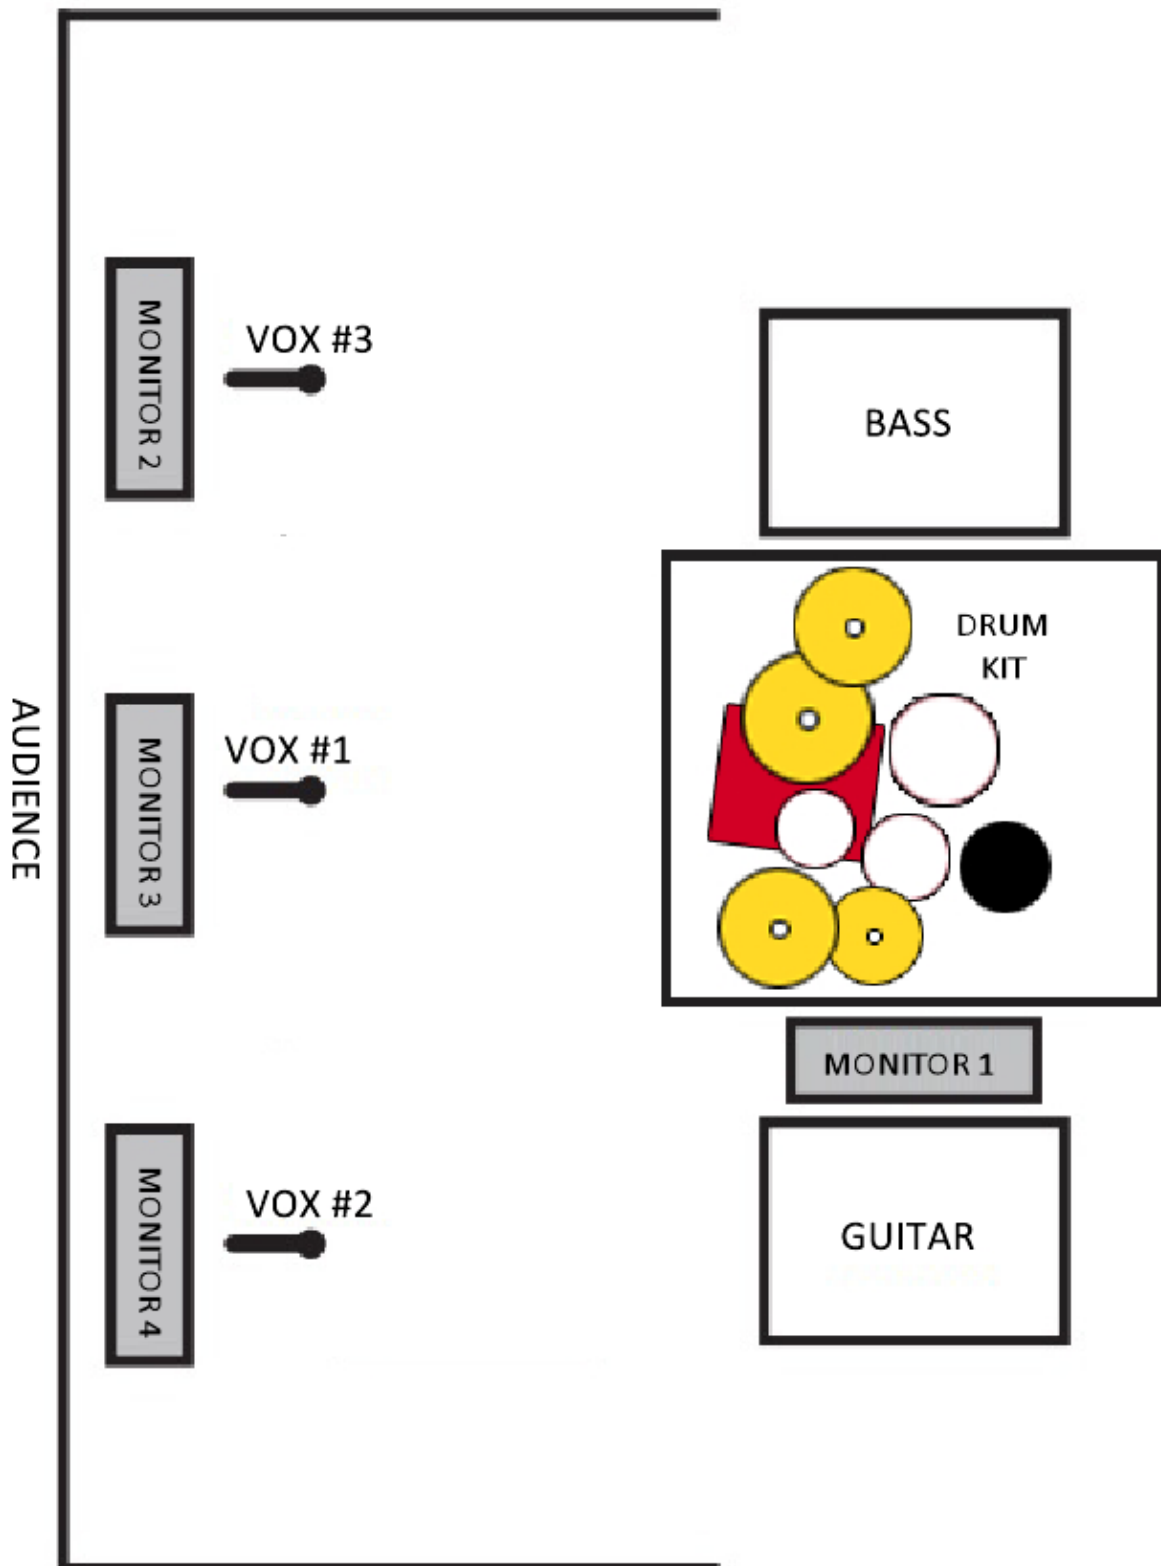 VOX #3
MONITOR 2
BASS
DRUM
KIT
AUDIENCE
VOX #1
MONITOR 3
MONITOR 1
VOX #2
MONITOR 4
GUITAR